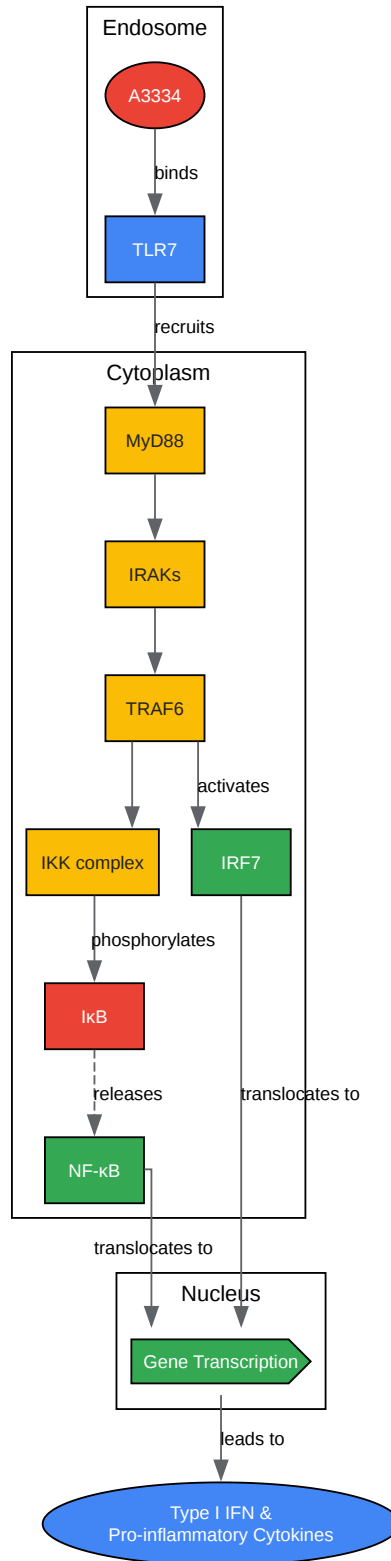 Endosome
A3334
binds
TLR7
recruits
Cytoplasm
MyD88
IRAKs
TRAF6
activates
IKK complex
IRF7
phosphorylates
IκB
releases
translocates to
NF-κB
translocates to
Nucleus
Gene Transcription
leads to
Type I IFN &
Pro-inflammatory Cytokines